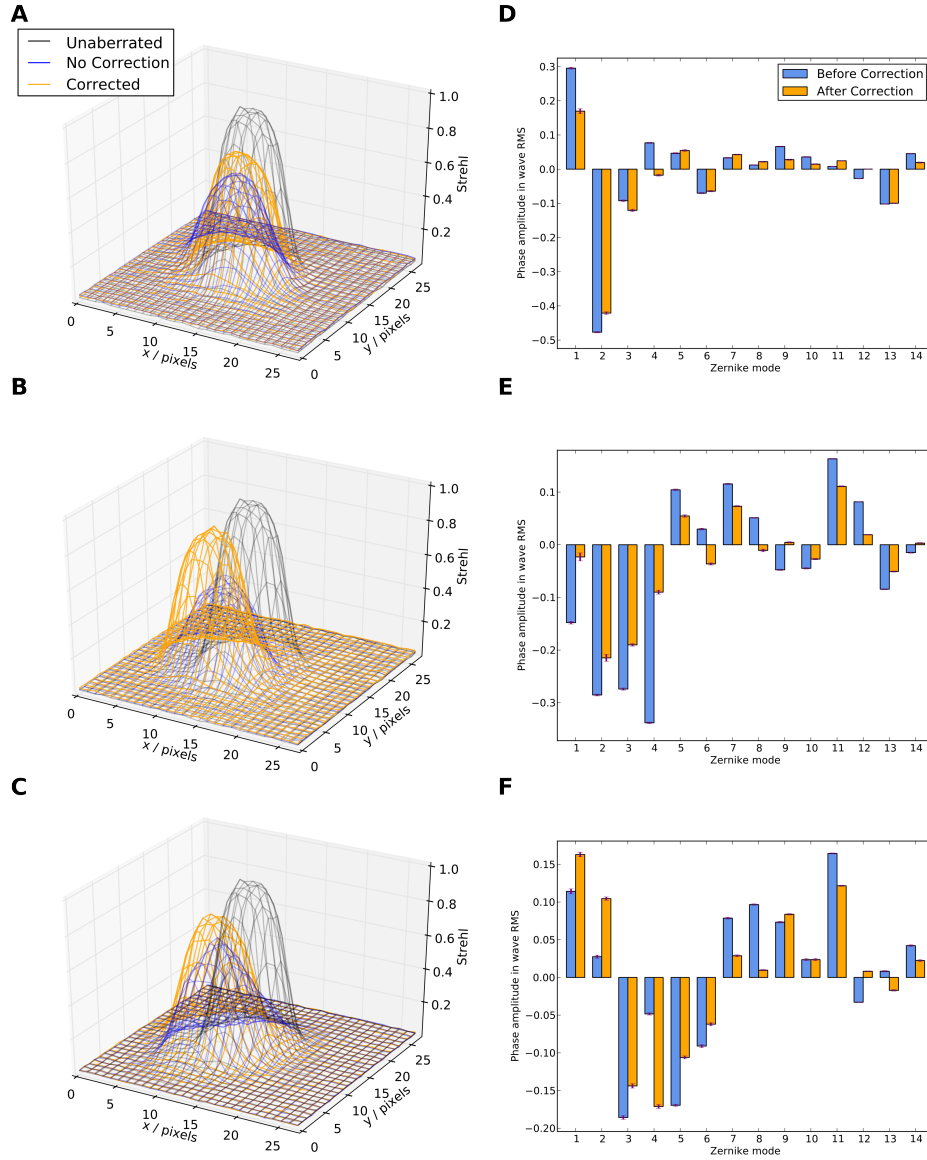 A
Unaberrated
No Correction
Corrected
1.0
0.8
0.6
0.4
0.2
Strehl
0
5
10
15
20
25
x / pixels
0
5
10
15
20
25
y / pixels
D
Before Correction
After Correction
0.3
0.2
0.1
0.0
−0.1
−0.2
−0.3
−0.4
−0.5
Phase amplitude in wave RMS
1 2 3 4 5 6 7 8 9 10 11 12 13 14
Zernike mode
B
1.0
0.8
0.6
0.4
0.2
Strehl
0
5
10
15
20
25
x / pixels
0
5
10
15
20
25
y / pixels
E
0.1
0.0
−0.1
−0.2
−0.3
Phase amplitude in wave RMS
1 2 3 4 5 6 7 8 9 10 11 12 13 14
Zernike mode
C
1.0
0.8
0.6
0.4
0.2
Strehl
0
5
10
15
20
25
x / pixels
0
5
10
15
20
25
y / pixels
F
0.15
0.10
0.05
0.00
−0.05
−0.10
−0.15
−0.20
Phase amplitude in wave RMS
1 2 3 4 5 6 7 8 9 10 11 12 13 14
Zernike mode